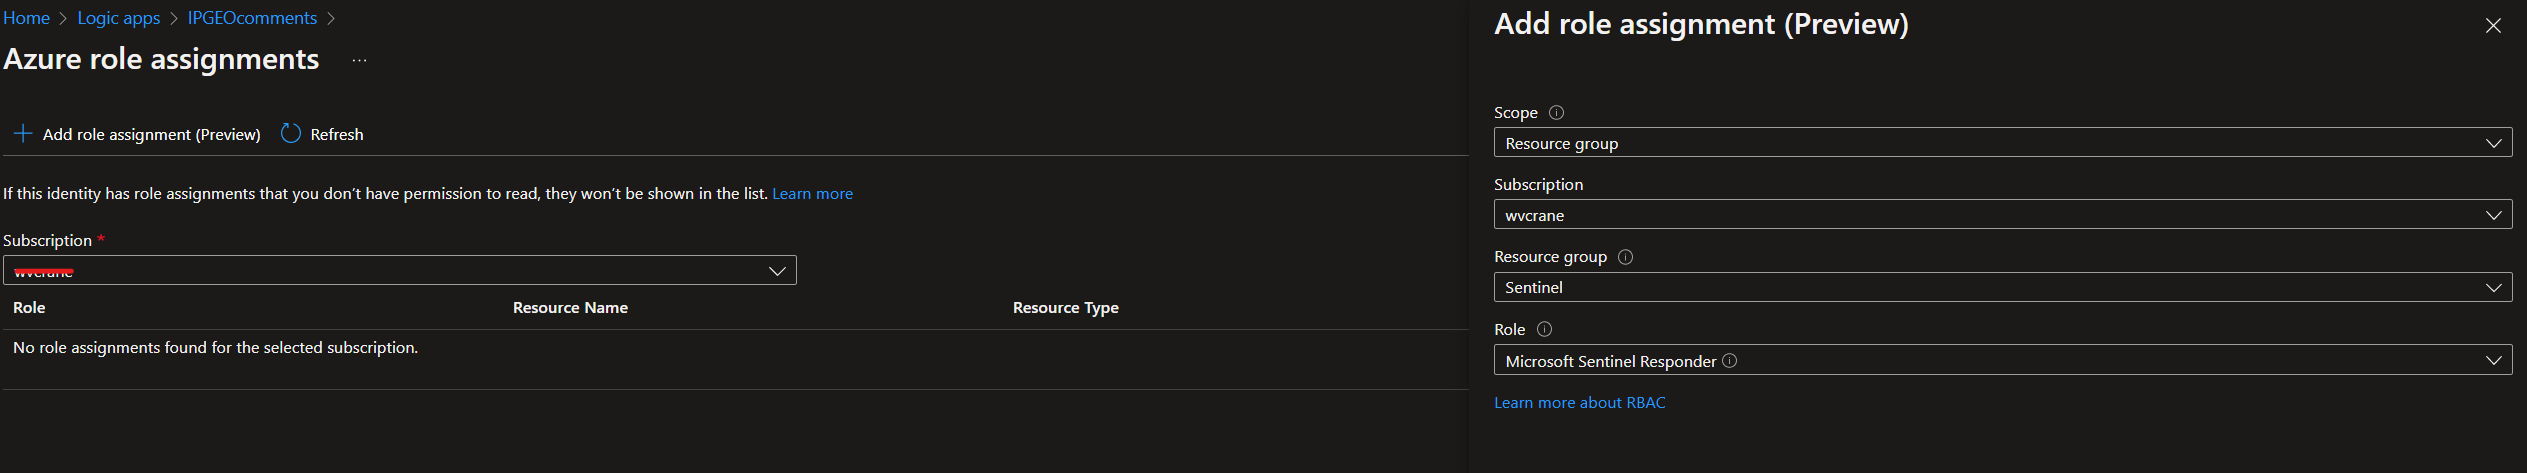 Home > Logic apps > IPGEOcomments >
Azure role assignments ...
+ Add role assignment (Preview) Refresh
If this identity has role assignments that you don't have permission to read, they won't be shown in the list. Learn more
Subscription *
Role Resource Name Resource Type
No role assignments found for the selected subscription.
Add role assignment (Preview)
Scope
Resource group
Subscription
wvcrane
Resource group
Sentinel
Role
Microsoft Sentinel Responder
Learn more about RBAC